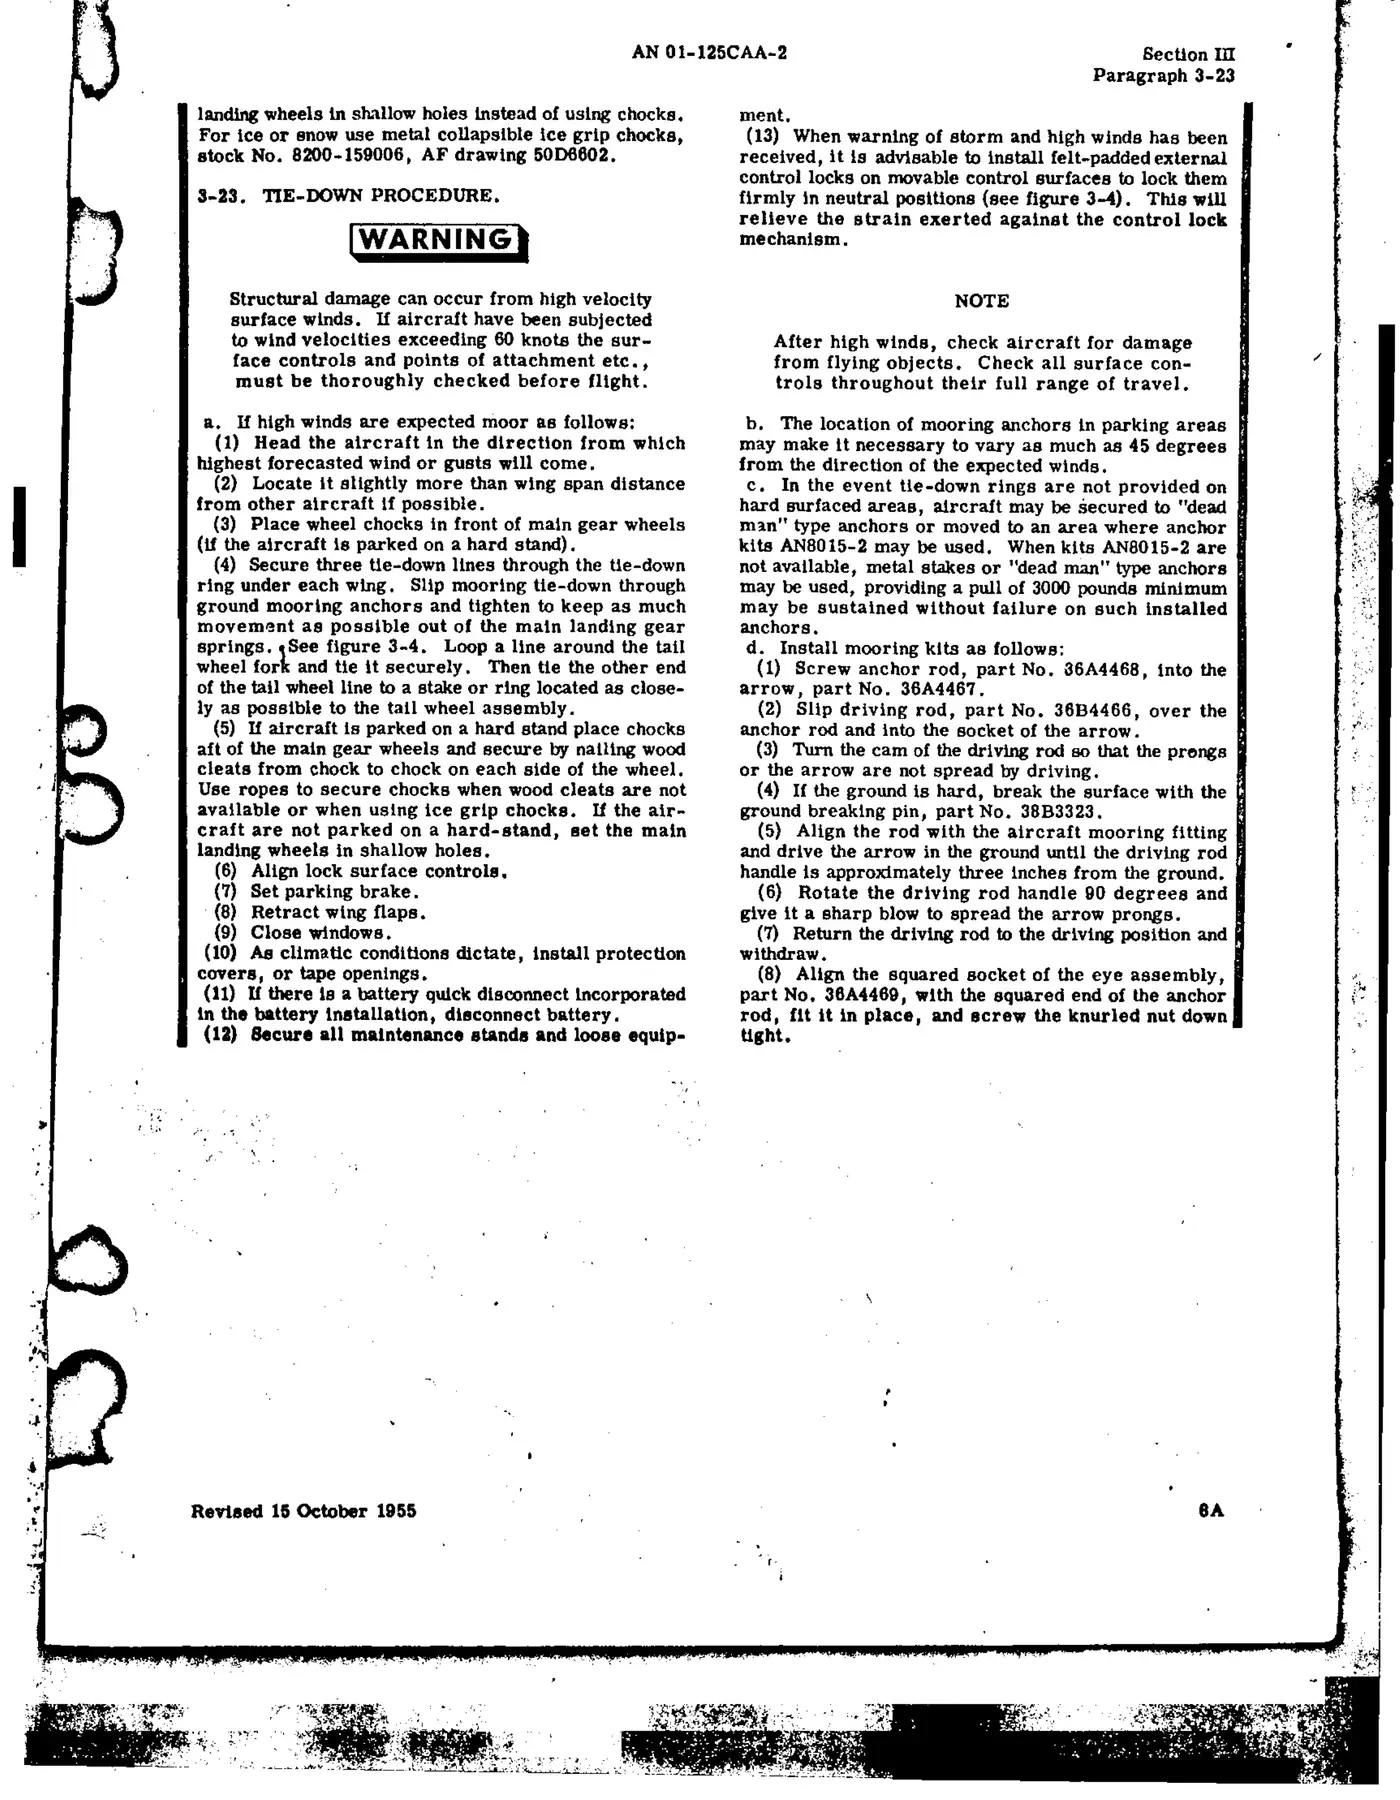 AN 01-125CAA-2
Section III
Paragraph 3-23
landing wheels in shallow holes instead of using chocks.
For ice or snow use metal collapsible ice grip chocks,
stock No. 8200-159006, AF drawing 50D6602.
3-23. TIE-DOWN PROCEDURE.
WARNING
Structural damage can occur from high velocity
surface winds. If aircraft have been subjected
to wind velocities exceeding 60 knots the sur-
face controls and points of attachment etc.,
must be thoroughly checked before flight.
a. If high winds are expected moor as follows:
(1) Head the aircraft in the direction from which
highest forecasted wind or gusts will come.
(2) Locate it slightly more than wing span distance
from other aircraft if possible.
(3) Place wheel chocks in front of main gear wheels
(if the aircraft is parked on a hard stand).
(4) Secure three tie-down lines through the tie-down
ring under each wing. Slip mooring tie-down through
ground mooring anchors and tighten to keep as much
movement as possible out of the main landing gear
springs. See figure 3-4. Loop a line around the tail
wheel fork and tie it securely. Then tie the other end
of the tail wheel line to a stake or ring located as close-
ly as possible to the tail wheel assembly.
(5) If aircraft is parked on a hard stand place chocks
aft of the main gear wheels and secure by nailing wood
cleats from chock to chock on each side of the wheel.
Use ropes to secure chocks when wood cleats are not
available or when using ice grip chocks. If the air-
craft are not parked on a hard-stand, set the main
landing wheels in shallow holes.
(6) Align lock surface controls.
(7) Set parking brake.
(8) Retract wing flaps.
(9) Close windows.
(10) As climatic conditions dictate, install protection
covers, or tape openings.
(11) If there is a battery quick disconnect incorporated
in the battery installation, disconnect battery.
(12) Secure all maintenance stands and loose equip-
ment.
(13) When warning of storm and high winds has been
received, it is advisable to install felt-padded external
control locks on movable control surfaces to lock them
firmly in neutral positions (see figure 3-4). This will
relieve the strain exerted against the control lock
mechanism.
NOTE
After high winds, check aircraft for damage
from flying objects. Check all surface con-
trols throughout their full range of travel.
b. The location of mooring anchors in parking areas
may make it necessary to vary as much as 45 degrees
from the direction of the expected winds.
c. In the event tie-down rings are not provided on
hard surfaced areas, aircraft may be secured to "dead
man" type anchors or moved to an area where anchor
kits AN8015-2 may be used. When kits AN8015-2 are
not available, metal stakes or "dead man" type anchors
may be used, providing a pull of 3000 pounds minimum
may be sustained without failure on such installed
anchors.
d. Install mooring kits as follows:
(1) Screw anchor rod, part No. 36A4468, into the
arrow, part No. 36A4467.
(2) Slip driving rod, part No. 36B4466, over the
anchor rod and into the socket of the arrow.
(3) Turn the cam of the driving rod so that the prongs
or the arrow are not spread by driving.
(4) If the ground is hard, break the surface with the
ground breaking pin, part No. 38B3323.
(5) Align the rod with the aircraft mooring fitting
and drive the arrow in the ground until the driving rod
handle is approximately three inches from the ground.
(6) Rotate the driving rod handle 90 degrees and
give it a sharp blow to spread the arrow prongs.
(7) Return the driving rod to the driving position and
withdraw.
(8) Align the squared socket of the eye assembly,
part No. 36A4469, with the squared end of the anchor
rod, fit it in place, and screw the knurled nut down
tight.
Revised 15 October 1955
6A